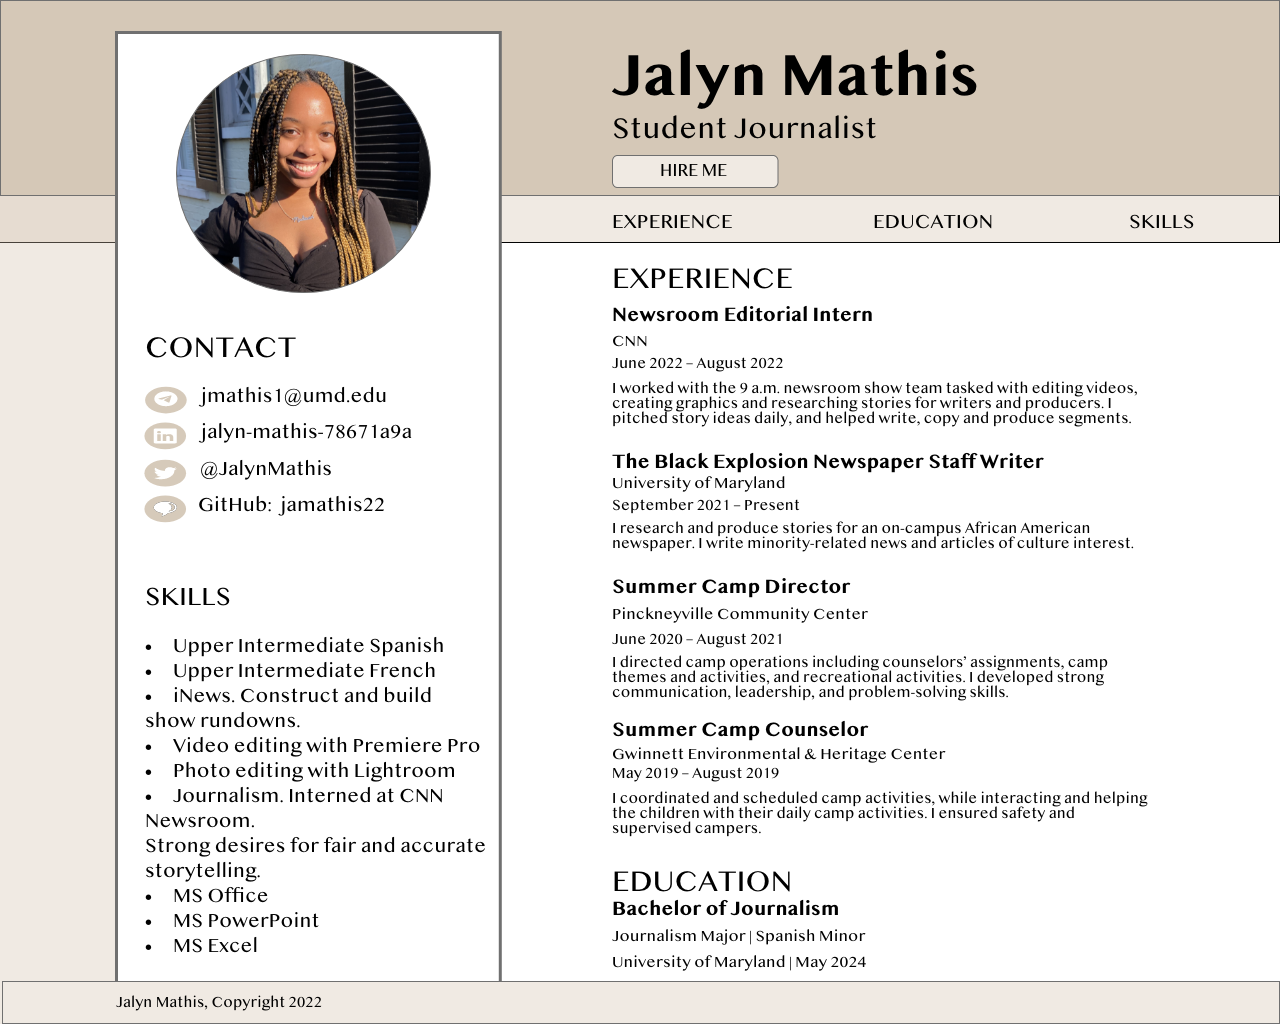 Jalyn Mathis
Student Journalist
HIRE ME
EXPERIENCE EDUCATION SKILLS
CONTACT
jmathis1@umd.edu
jalyn-mathis-78671a9a
@JalynMathis
GitHub: jamathis22
SKILLS
• Upper Intermediate Spanish
• Upper Intermediate French
• iNews. Construct and build
show rundowns.
• Video editing with Premiere Pro
• Photo editing with Lightroom
• Journalism. Interned at CNN
Newsroom.
Strong desires for fair and accurate
storytelling.
• MS Office
• MS PowerPoint
• MS Excel
EXPERIENCE
Newsroom Editorial Intern
CNN
June 2022 – August 2022
I worked with the 9 a.m. newsroom show team tasked with editing videos,
creating graphics and researching stories for writers and producers. I
pitched story ideas daily, and helped write, copy and produce segments.
The Black Explosion Newspaper Staff Writer
University of Maryland
September 2021 – Present
I research and produce stories for an on-campus African American
newspaper. I write minority-related news and articles of culture interest.
Summer Camp Director
Pinckneyville Community Center
June 2020 – August 2021
I directed camp operations including counselors’ assignments, camp
themes and activities, and recreational activities. I developed strong
communication, leadership, and problem-solving skills.
Summer Camp Counselor
Gwinnett Environmental & Heritage Center
May 2019 – August 2019
I coordinated and scheduled camp activities, while interacting and helping
the children with their daily camp activities. I ensured safety and
supervised campers.
EDUCATION
Bachelor of Journalism
Journalism Major | Spanish Minor
University of Maryland | May 2024
Jalyn Mathis, Copyright 2022